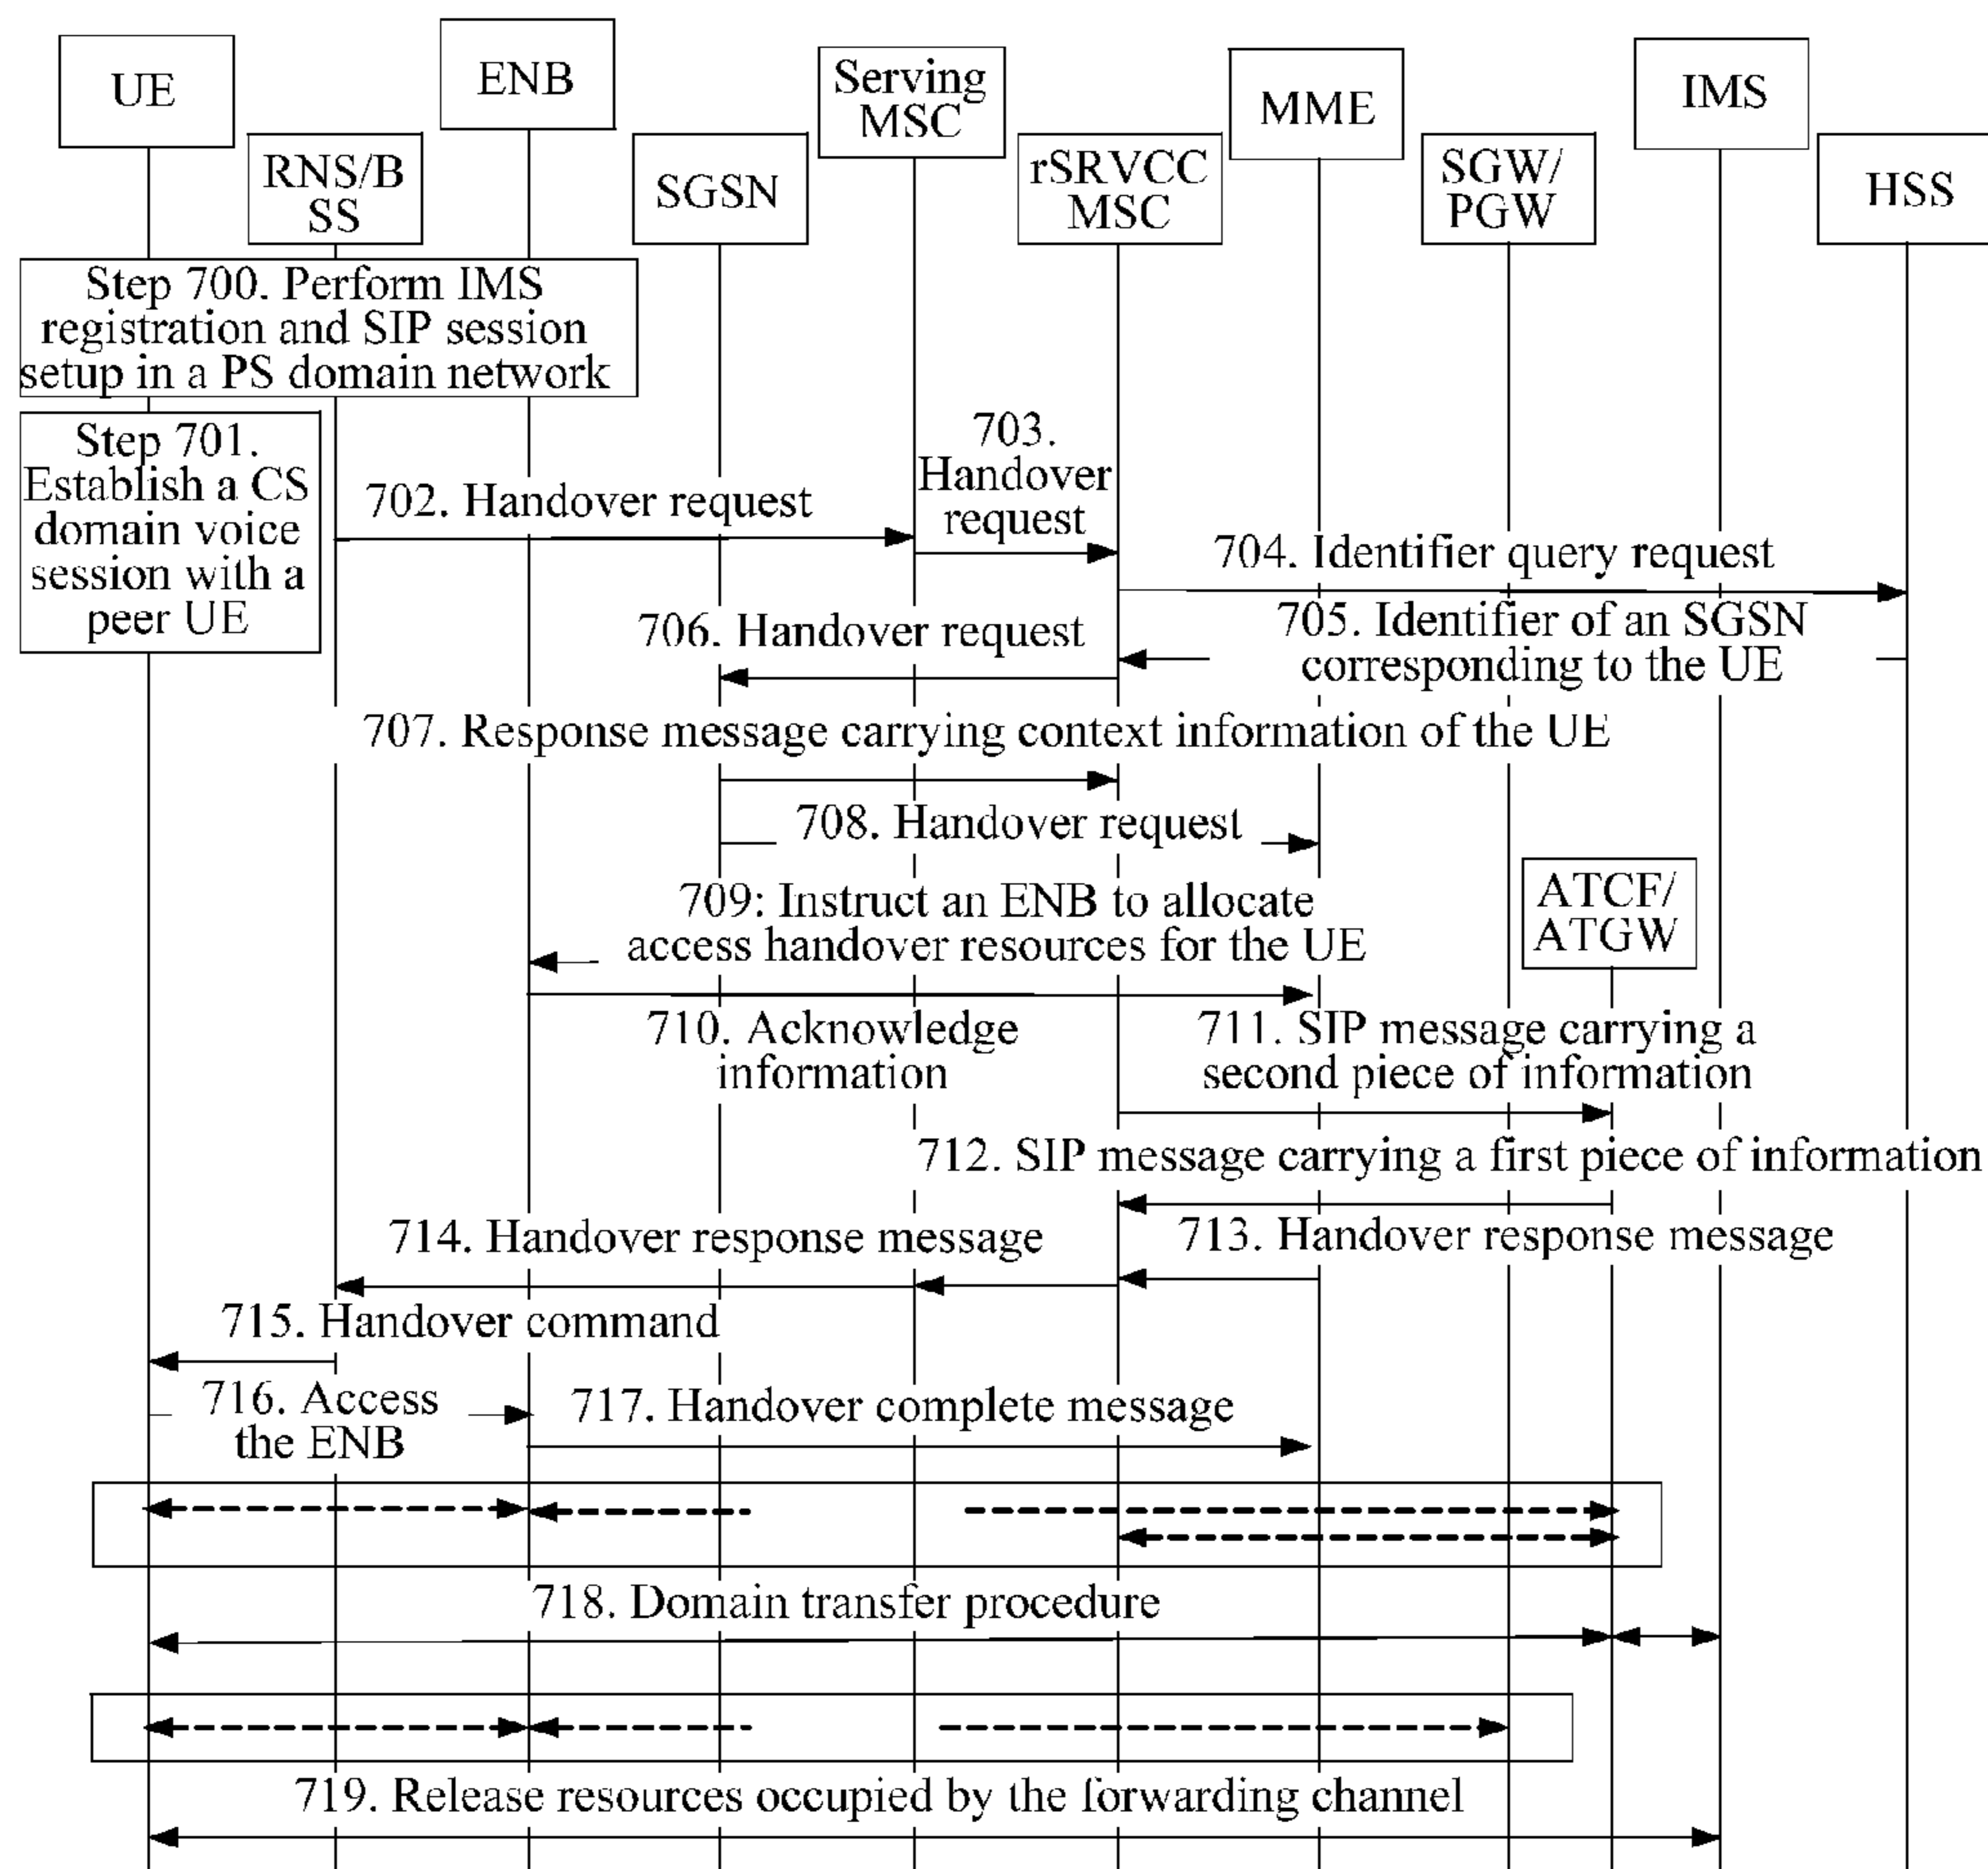 UE
ENB
Serving
MSC
MME
IMS
RNS/B
SS
SGSN
rSRVCC
MSC
SGW/
PGW
HSS
Step 700. Perform IMS
registration and SIP session
setup in a PS domain network
Step 701.
Establish a CS
domain voice
session with a
peer UE
702. Handover request
703.
Handover
request
704. Identifier query request
705. Identifier of an SGSN
corresponding to the UE
706. Handover request
707. Response message carrying context information of the UE
708. Handover request
709: Instruct an ENB to allocate
access handover resources for the UE
ATCF/
ATGW
710. Acknowledge
information
711. SIP message carrying a
second piece of information
712. SIP message carrying a first piece of information
714. Handover response message
713. Handover response message
715. Handover command
716. Access
the ENB
717. Handover complete message
718. Domain transfer procedure
719. Release resources occupied by the forwarding channel